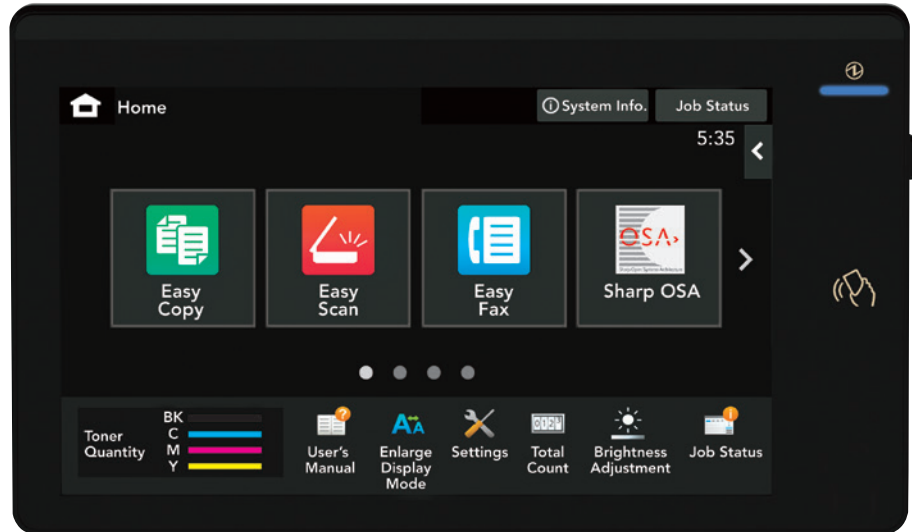 Home
System Info.
Job Status
5:35
Easy
Copy
Easy
Scan
Easy
Fax
OSA
Sharp OSA
Toner
Quantity
BK
C
M
Y
User's
Manual
Enlarge
Display
Mode
Settings
Total
Count
Brightness
Adjustment
Job Status